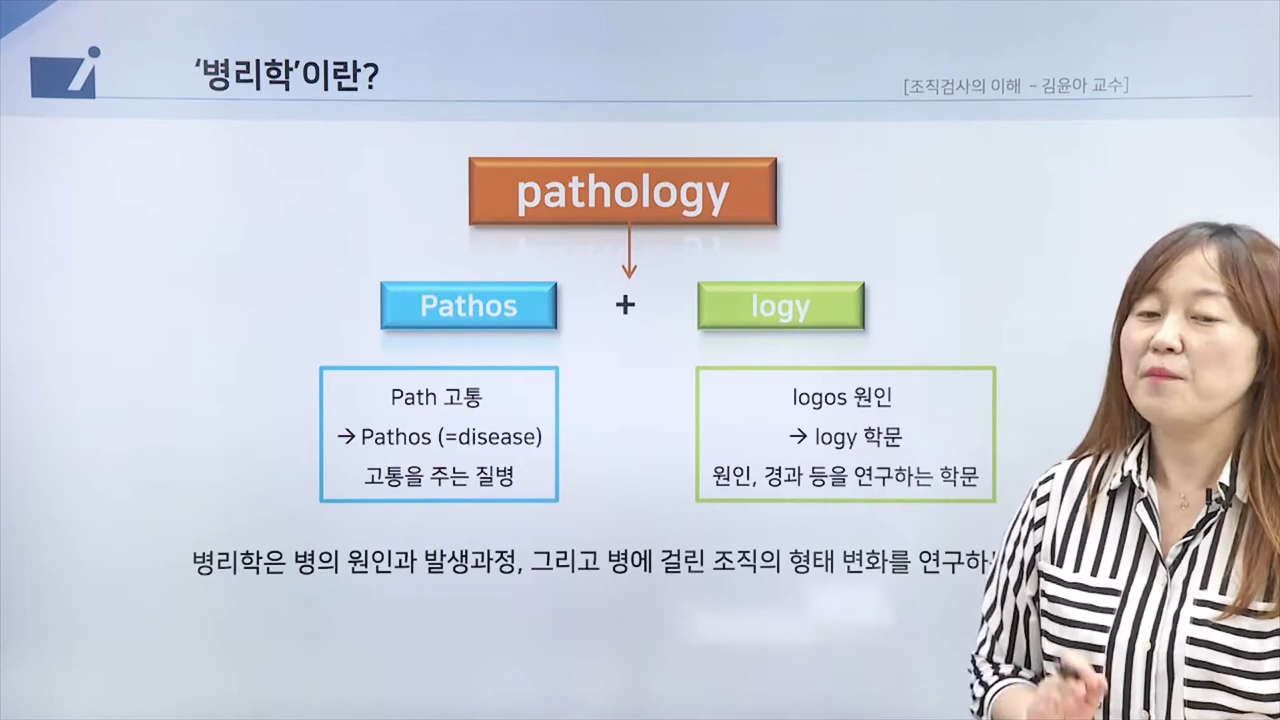 ‘병리학’이란?
[조직검사의 이해 - 김윤아 교수]
pathology
Pathos + logy
Path 고통
→ Pathos (=disease)
고통을 주는 질병
logos 원인
→ logy 학문
원인, 경과 등을 연구하는 학문
병리학은 병의 원인과 발생과정, 그리고 병에 걸린 조직의 형태 변화를 연구하